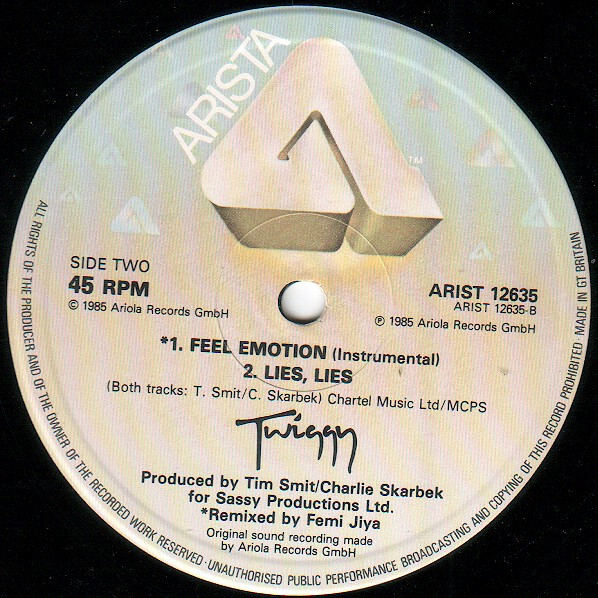 ARISTA
TM
SIDE TWO
45 RPM
© 1985 Ariola Records GmbH
ARIST 12635
ARIST 12635-B
℗ 1985 Ariola Records GmbH
*1. FEEL EMOTION (Instrumental)
2. LIES, LIES
(Both tracks: T. Smit/C. Skarbek) Chartel Music Ltd/MCPS
Twiggy
Produced by Tim Smit/Charlie Skarbek
for Sassy Productions Ltd.
*Remixed by Femi Jiya
Original sound recording made
by Ariola Records GmbH
ALL RIGHTS OF THE PRODUCER AND OF THE OWNER OF THE RECORDED WORK RESERVED · UNAUTHORISED PUBLIC PERFORMANCE BROADCASTING AND COPYING OF THIS RECORD PROHIBITED · MADE IN GT BRITAIN